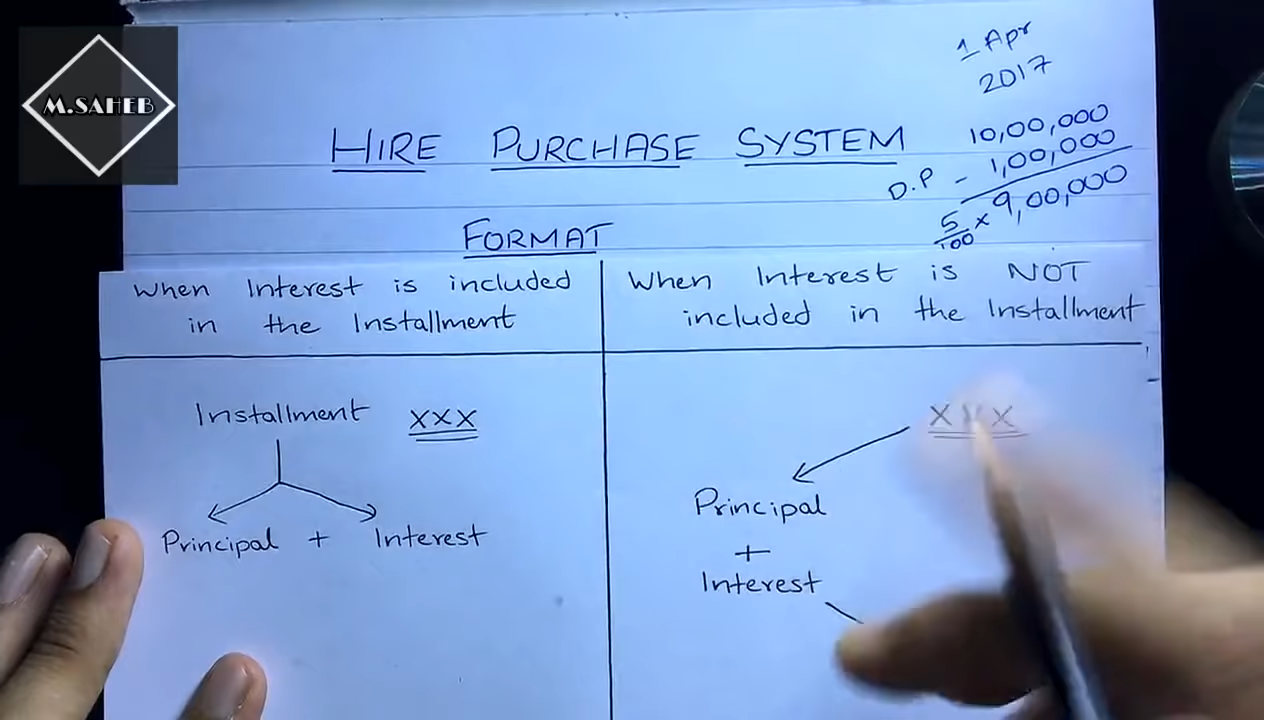 M.SAHEB
1 Apr
2017
HIRE PURCHASE SYSTEM
10,00,000
D.P - 1,00,000
5/100 × 9,00,000
FORMAT
When Interest is included
in the Installment
When Interest is NOT
included in the Installment
Installment XXX
XXX
Principal + Interest
Principal
+
Interest